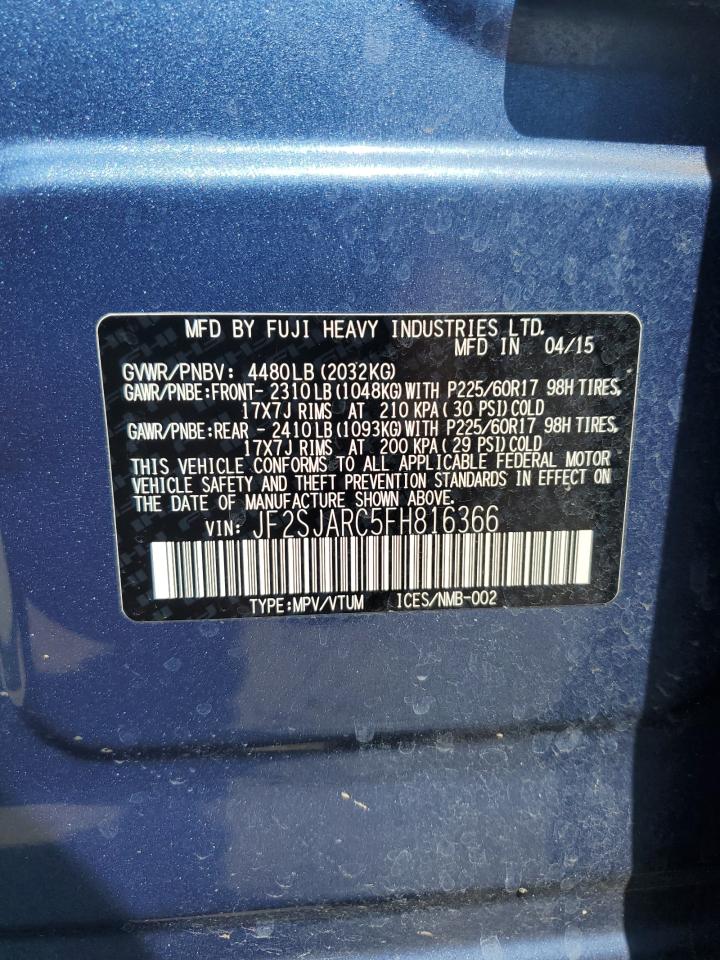 MFD BY FUJI HEAVY INDUSTRIES LTD.
MFD IN 04/15
GVWR/PNBV: 4480LB (2032KG)
GAWR/PNBE:FRONT- 2310LB (1048KG)WITH P225/60R17 98H TIRES,
17X7J RIMS AT 210 KPA (30 PSI) COLD
GAWR/PNBE:REAR - 2410LB (1093KG)WITH P225/60R17 98H TIRES,
17X7J RIMS AT 200 KPA (29 PSI) COLD
THIS VEHICLE CONFORMS TO ALL APPLICABLE FEDERAL MOTOR
VEHICLE SAFETY AND THEFT PREVENTION STANDARDS IN EFFECT ON
THE DATE OF MANUFACTURE SHOWN ABOVE.
VIN: JF2SJARC5FH816366
TYPE:MPV/VTUM ICES/NMB-002